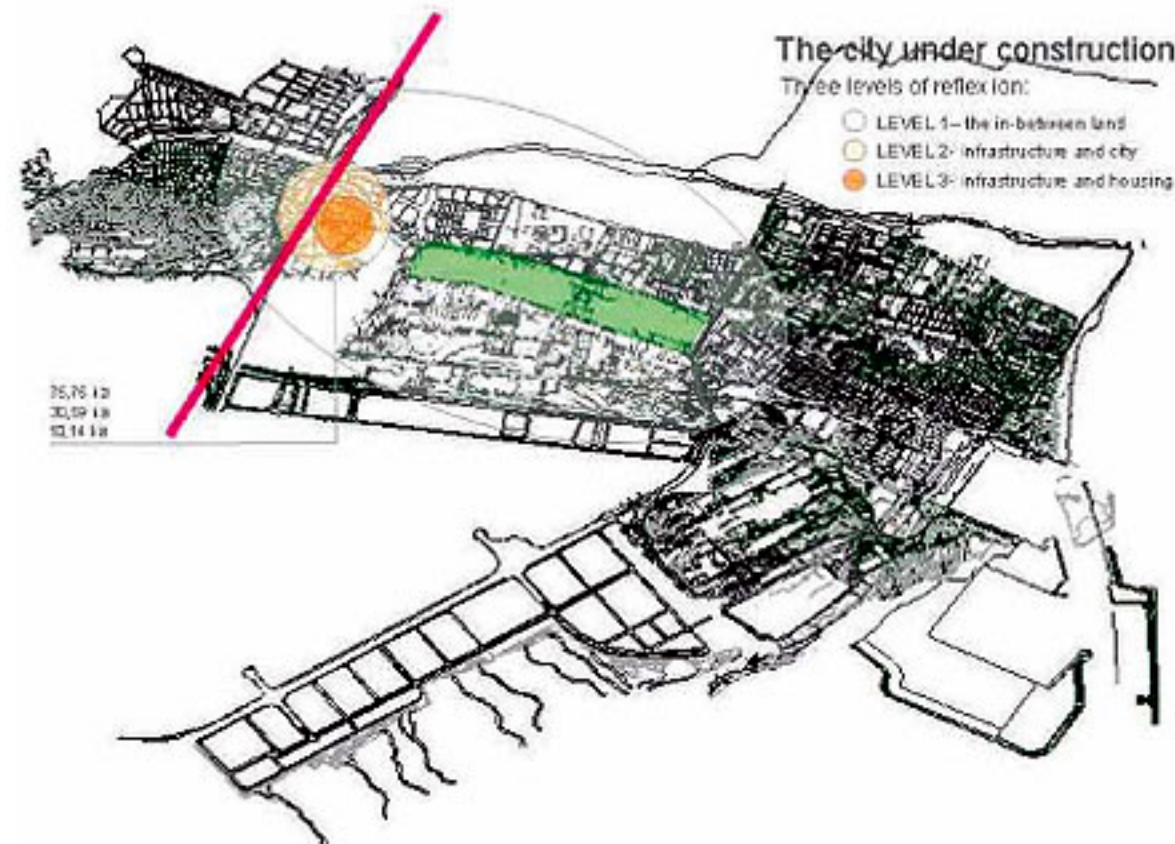 The city under construction
Three levels of reflexion:
LEVEL 1– the in-between land
LEVEL 2- Infrastructure and city
LEVEL 3- Infrastructure and housing